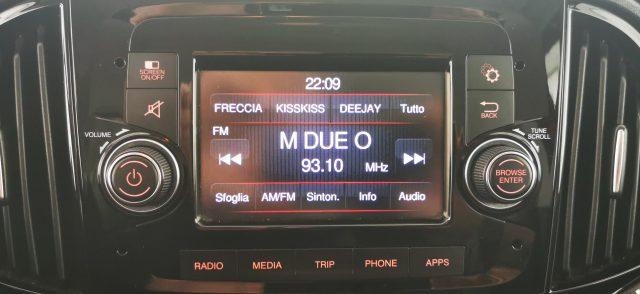 SCREEN
ON/OFF
22:09
FRECCIA KISSKISS DEEJAY Tutto
FM
BACK
VOLUME
TUNE
SCROLL
M DUE O
93.10 MHz
BROWSE
ENTER
Sfoglia AM/FM Sinton. Info Audio
RADIO MEDIA TRIP PHONE APPS